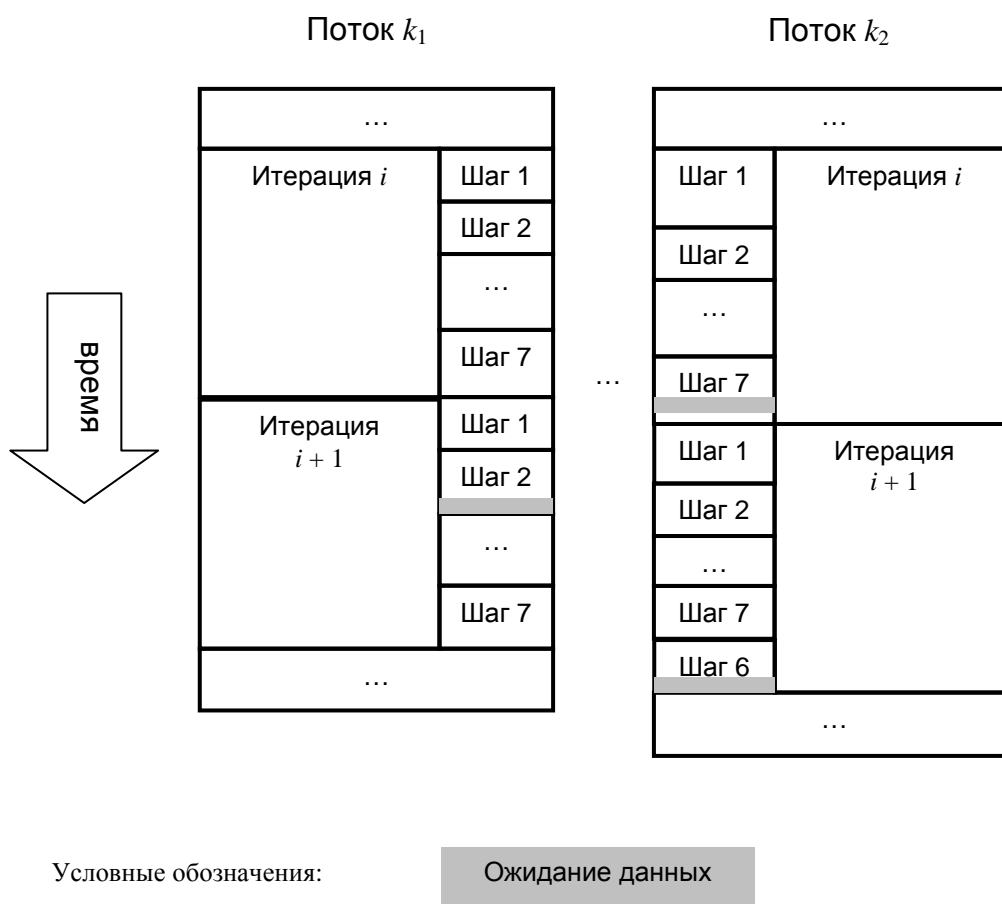 Поток k₁
Поток k₂
…
Итерация i
Шаг 1
Шаг 2
…
Шаг 7
Итерация
i + 1
Шаг 1
Шаг 2
…
Шаг 7
…
…
…
Шаг 1
Итерация i
Шаг 2
…
Шаг 7
Шаг 1
Итерация
i + 1
Шаг 2
…
Шаг 7
Шаг 6
…
время
Условные обозначения:
Ожидание данных